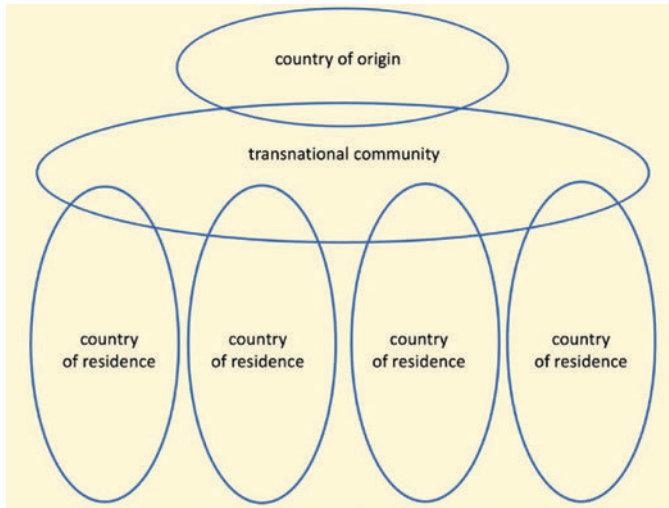 country of origin
transnational community
country
of residence
country
of residence
country
of residence
country
of residence